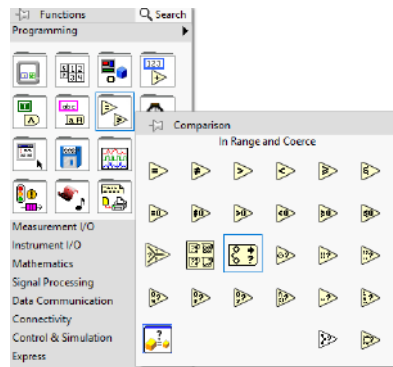 Functions
Search
Programming
Comparison
In Range and Coerce
Measurement I/O
Instrument I/O
Mathematics
Signal Processing
Data Communication
Connectivity
Control & Simulation
Express